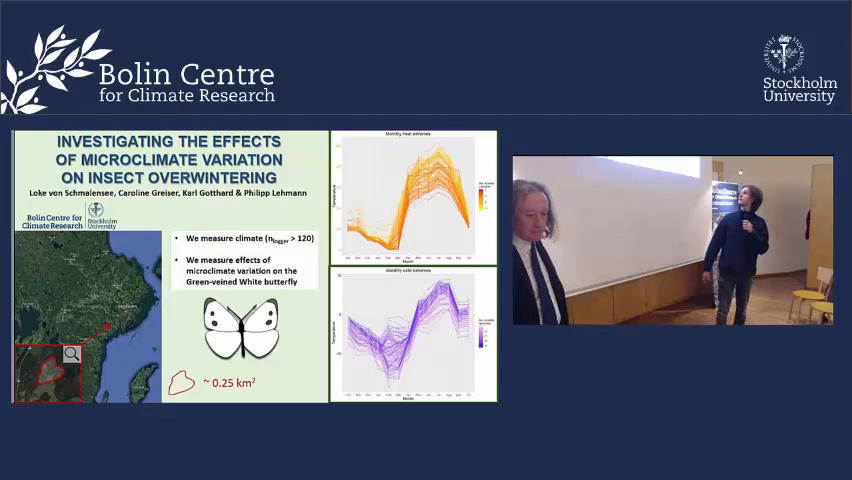 Bolin Centre
for Climate Research
Stockholm
University
INVESTIGATING THE EFFECTS
OF MICROCLIMATE VARIATION
ON INSECT OVERWINTERING
Loke von Schmalensee, Caroline Greiser, Karl Gotthard & Philipp Lehmann
Bolin Centre for
Climate Research
Stockholm
University
• We measure climate (nlogger > 120)
• We measure effects of
microclimate variation on the
Green-veined White butterfly
~ 0.25 km²
Monthly heat extremes
Temperature
Month
Monthly cold extremes
Temperature
Month